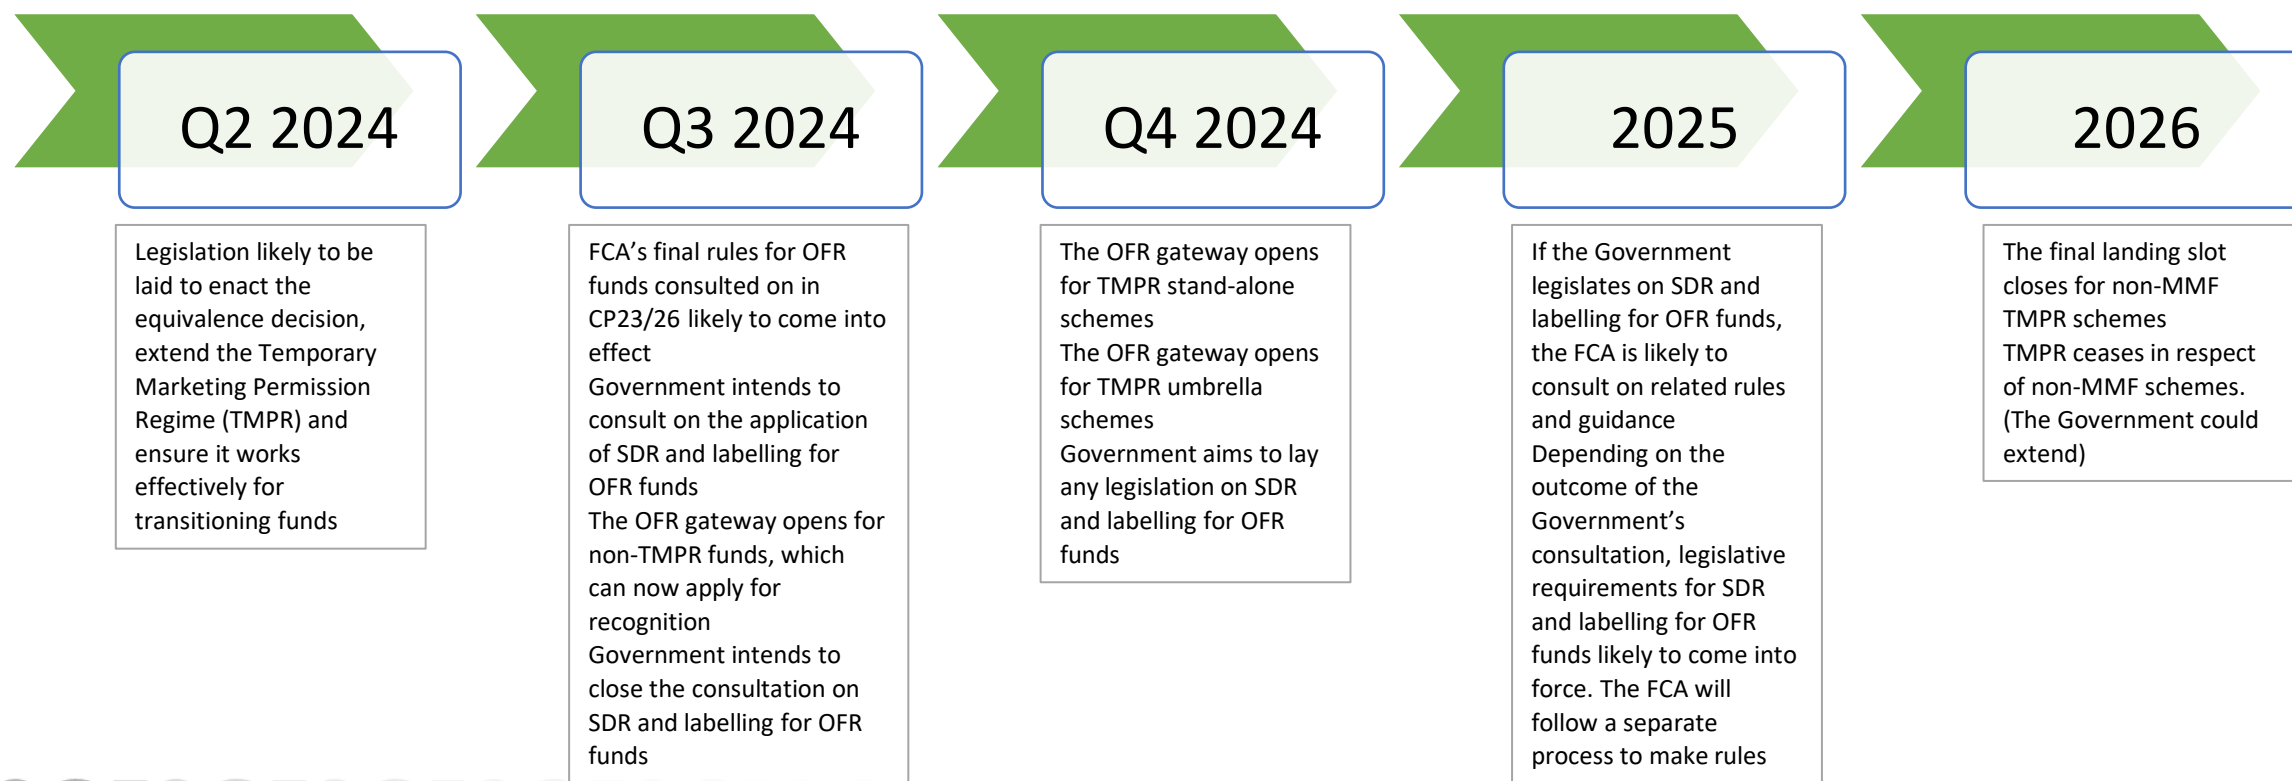 Q2 2024
Legislation likely to be
laid to enact the
equivalence decision,
extend the Temporary
Marketing Permission
Regime (TMPR) and
ensure it works
effectively for
transitioning funds
Q3 2024
FCA’s final rules for OFR
funds consulted on in
CP23/26 likely to come into
effect
Government intends to
consult on the application
of SDR and labelling for
OFR funds
The OFR gateway opens for
non-TMPR funds, which
can now apply for
recognition
Government intends to
close the consultation on
SDR and labelling for OFR
funds
Q4 2024
The OFR gateway opens
for TMPR stand-alone
schemes
The OFR gateway opens
for TMPR umbrella
schemes
Government aims to lay
any legislation on SDR
and labelling for OFR
funds
2025
If the Government
legislates on SDR and
labelling for OFR funds,
the FCA is likely to
consult on related rules
and guidance
Depending on the
outcome of the
Government’s
consultation, legislative
requirements for SDR
and labelling for OFR
funds likely to come into
force. The FCA will
follow a separate
process to make rules
2026
The final landing slot
closes for non-MMF
TMPR schemes
TMPR ceases in respect
of non-MMF schemes.
(The Government could
extend)